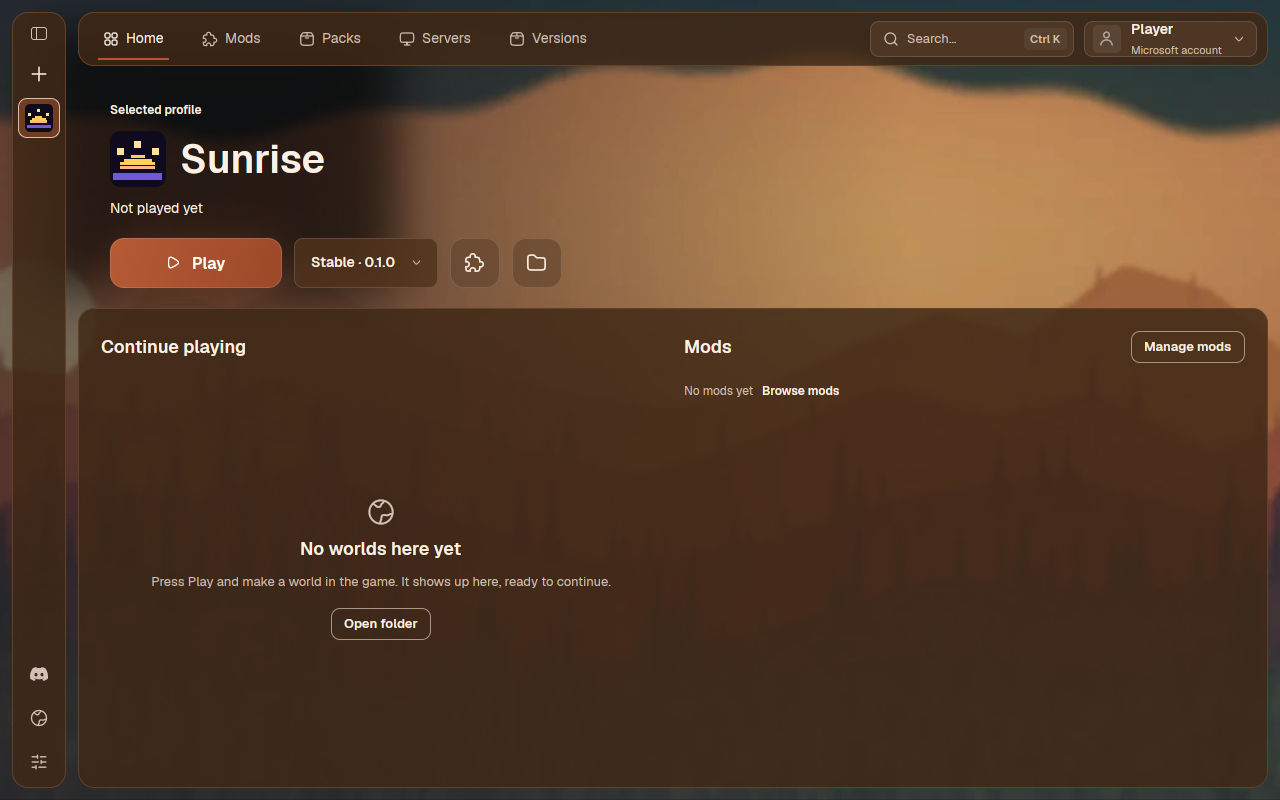 Home
Mods
Packs
Servers
Versions
Search...
Ctrl K
Player
Microsoft account
Selected profile
Sunrise
Not played yet
Play
Stable · 0.1.0
Continue playing
Mods
Manage mods
No mods yet Browse mods
No worlds here yet
Press Play and make a world in the game. It shows up here, ready to continue.
Open folder